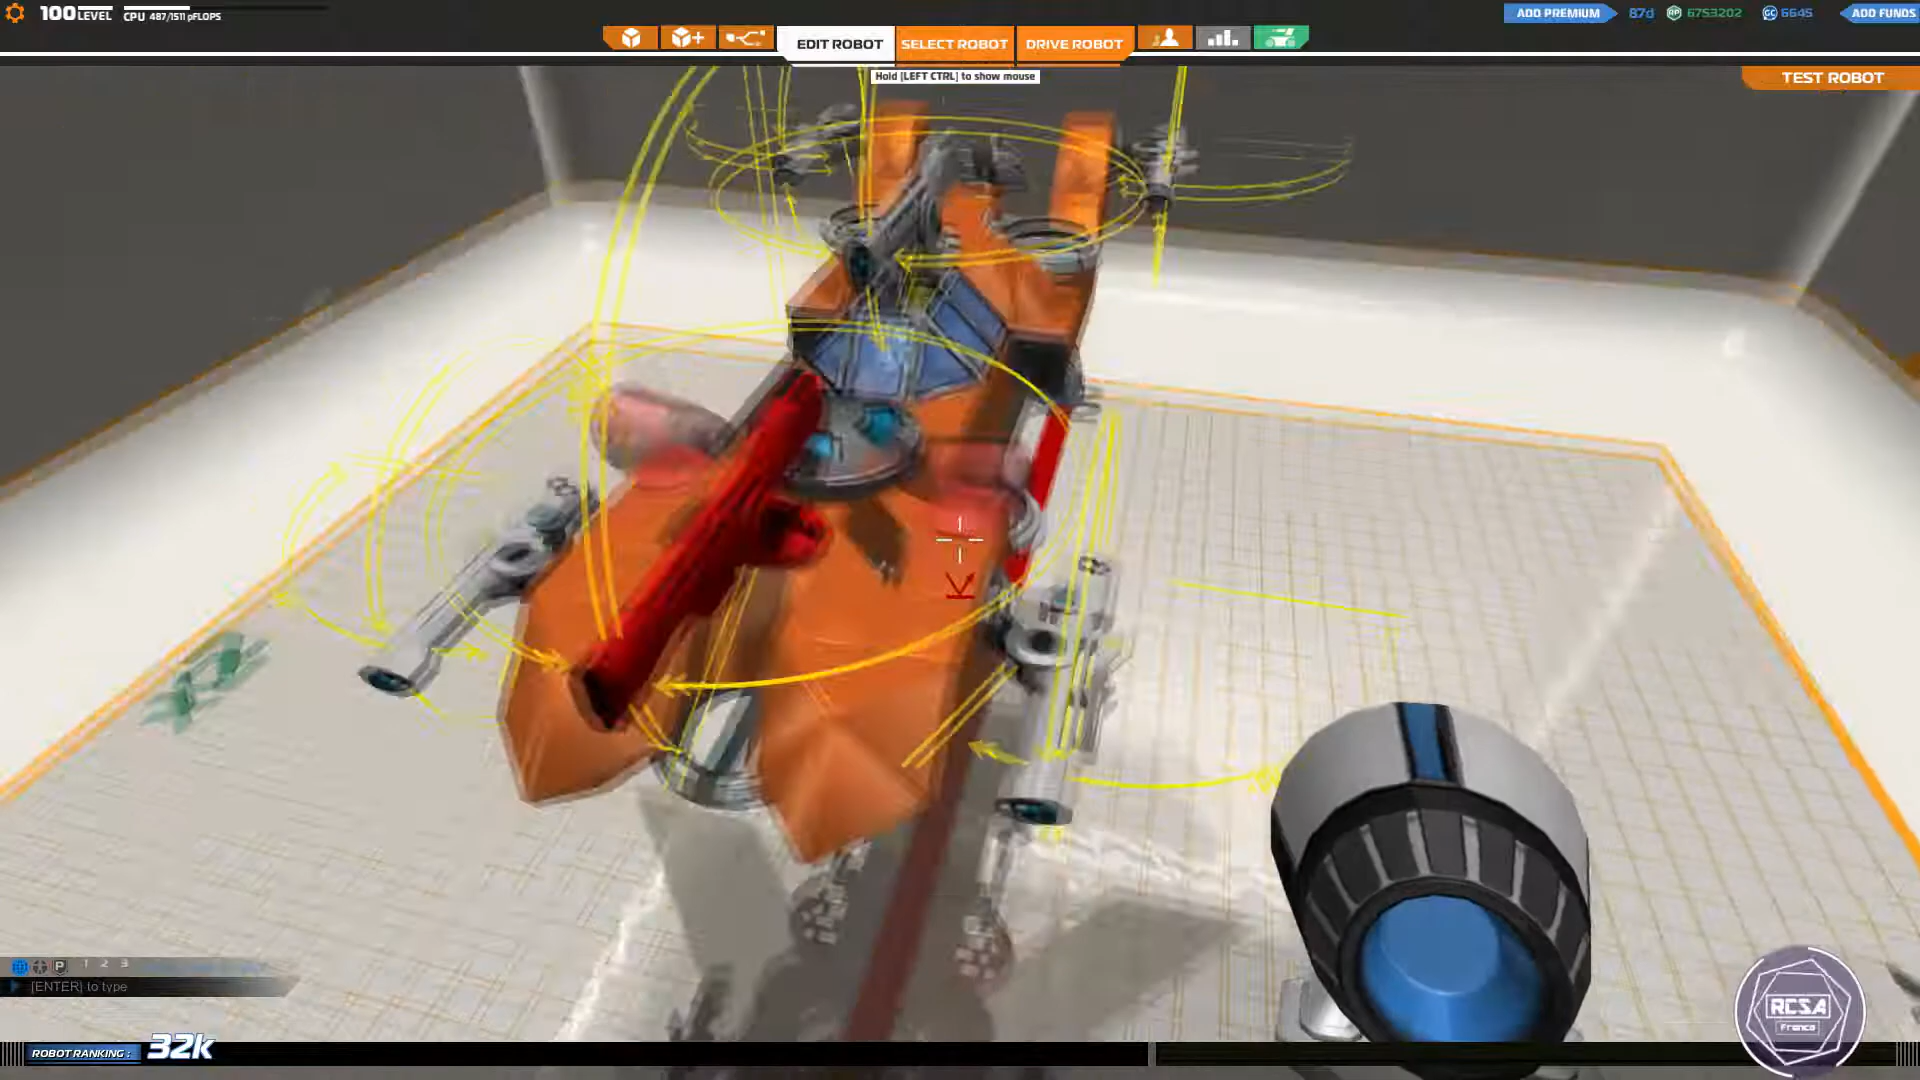 100 LEVEL
CPU 487/1511 pFLOPS
ADD PREMIUM
87d
RP
6753202
GC
6645
ADD FUNDS
EDIT ROBOT
SELECT ROBOT
DRIVE ROBOT
Hold [LEFT CTRL] to show mouse
TEST ROBOT
P
1 2 3
[ENTER] to type
RCSA
France
ROBOT RANKING : 32k